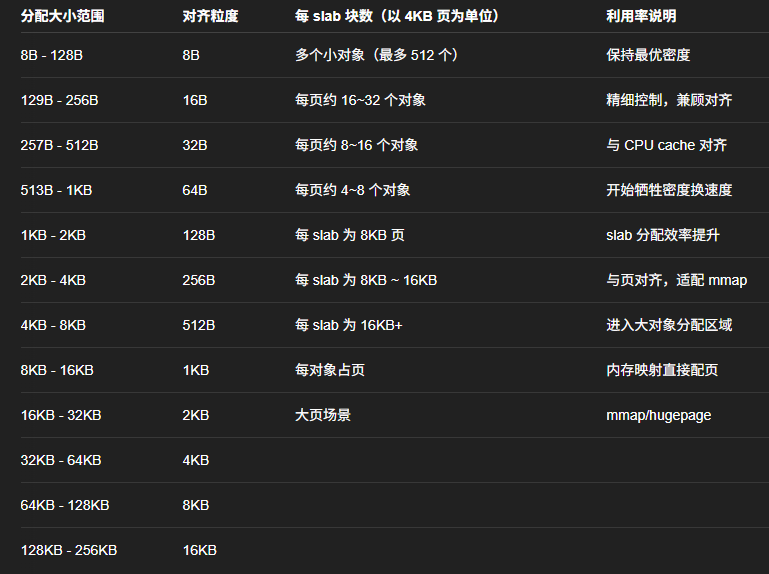 分配大小范围 对齐粒度 每 slab 块数（以 4KB 页为单位） 利用率说明
8B - 128B 8B 多个小对象（最多 512 个） 保持最优密度
129B - 256B 16B 每页约 16~32 个对象 精细控制，兼顾对齐
257B - 512B 32B 每页约 8~16 个对象 与 CPU cache 对齐
513B - 1KB 64B 每页约 4~8 个对象 开始牺牲密度换速度
1KB - 2KB 128B 每 slab 为 8KB 页 slab 分配效率提升
2KB - 4KB 256B 每 slab 为 8KB ~ 16KB 与页对齐，适配 mmap
4KB - 8KB 512B 每 slab 为 16KB+ 进入大对象分配区域
8KB - 16KB 1KB 每对象占页 内存映射直接配页
16KB - 32KB 2KB 大页场景 mmap/hugepage
32KB - 64KB 4KB
64KB - 128KB 8KB
128KB - 256KB 16KB